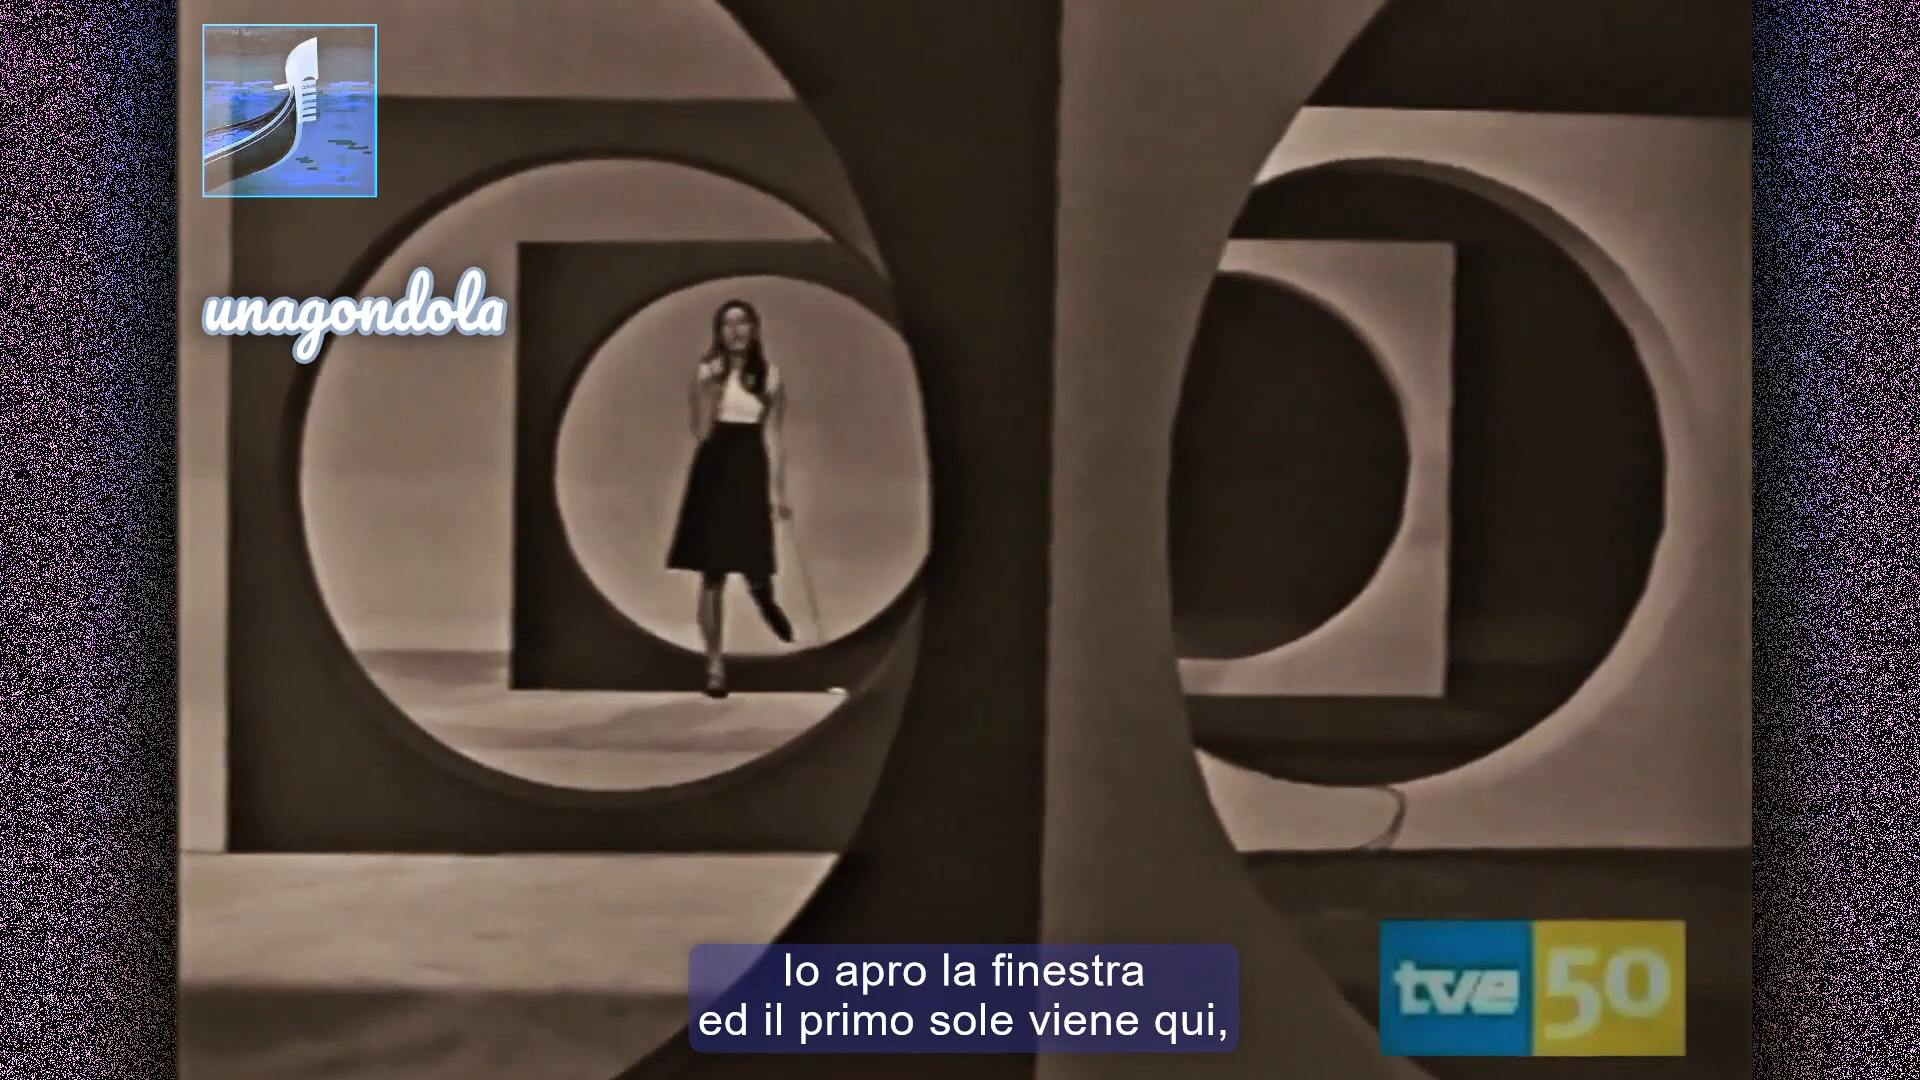 unagondola
Io apro la finestra
ed il primo sole viene qui,
tve 50